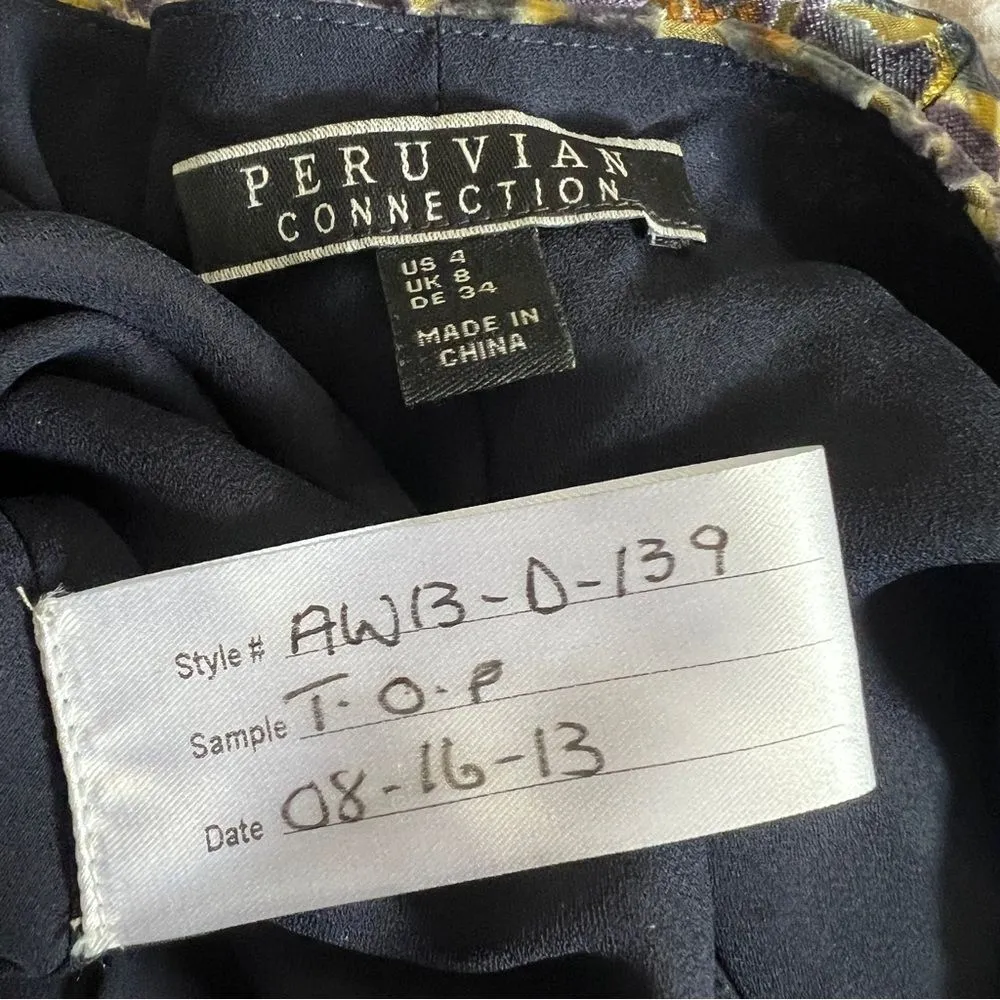 PERUVIAN
CONNECTION
US 4
UK 8
DE 34
MADE IN
CHINA
Style # AW13-D-139
Sample T.O.P
Date 08-16-13